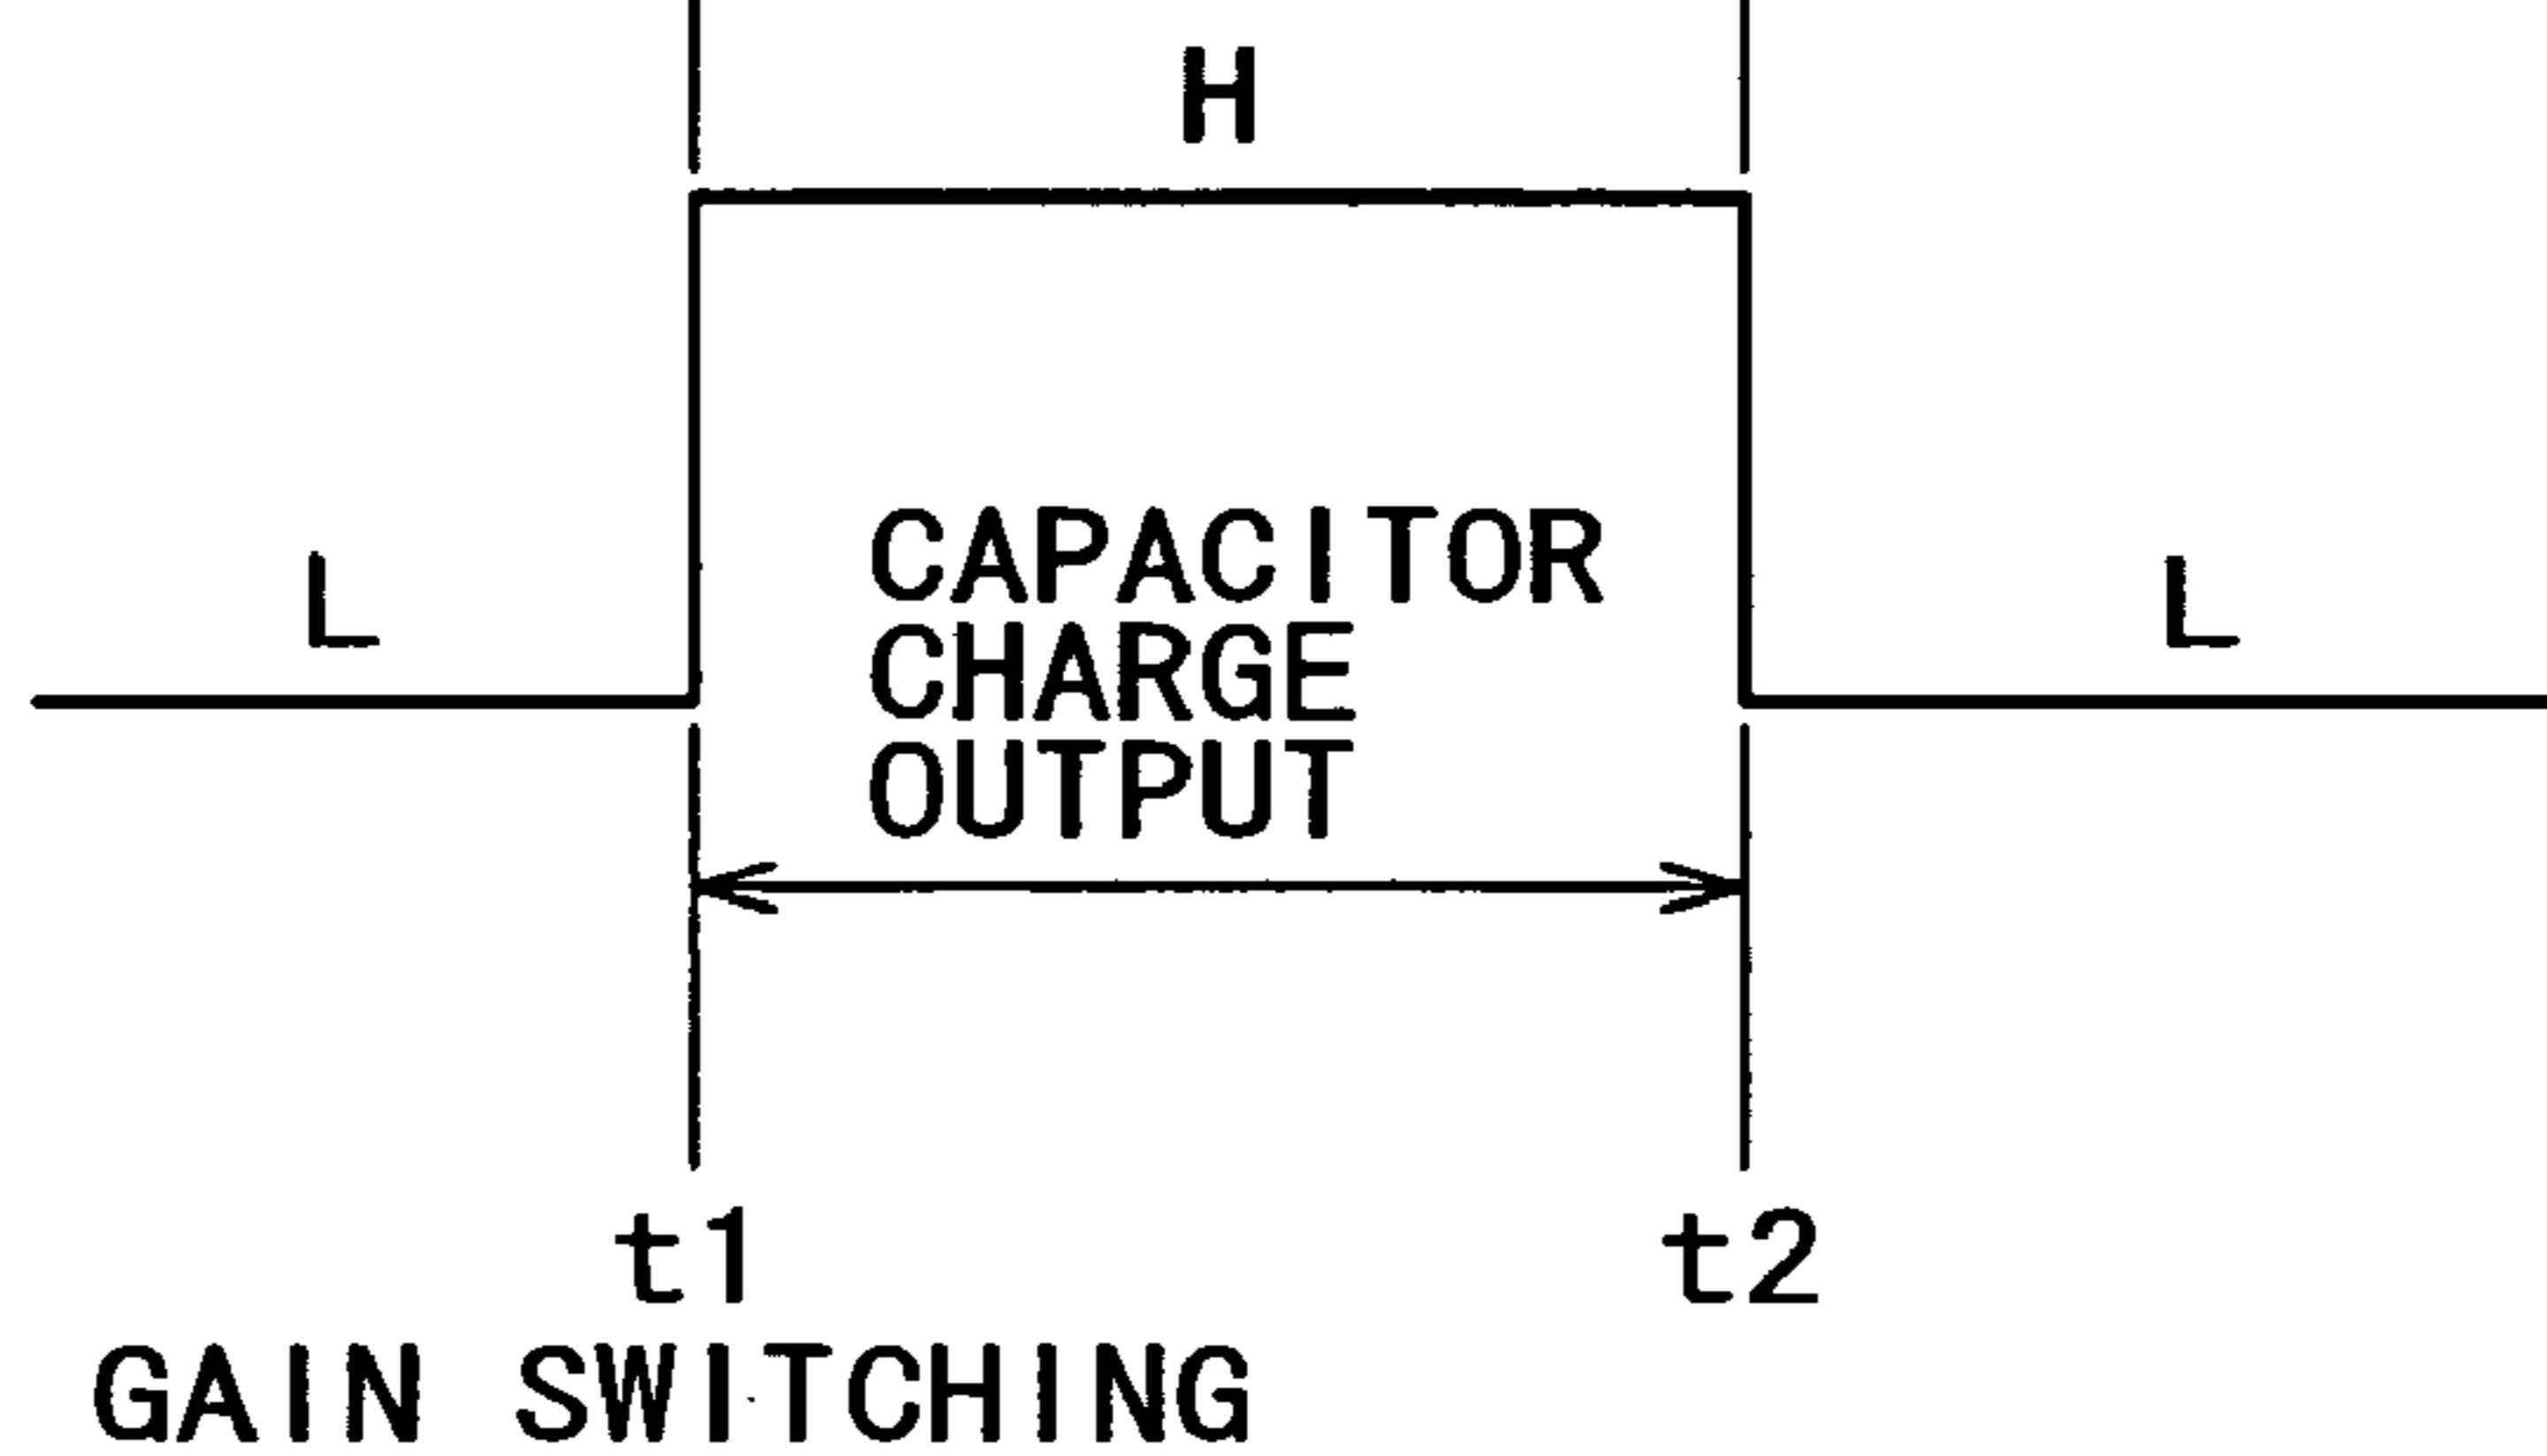 H
L
CAPACITOR
CHARGE
OUTPUT
L
t1
t2
GAIN SWITCHING